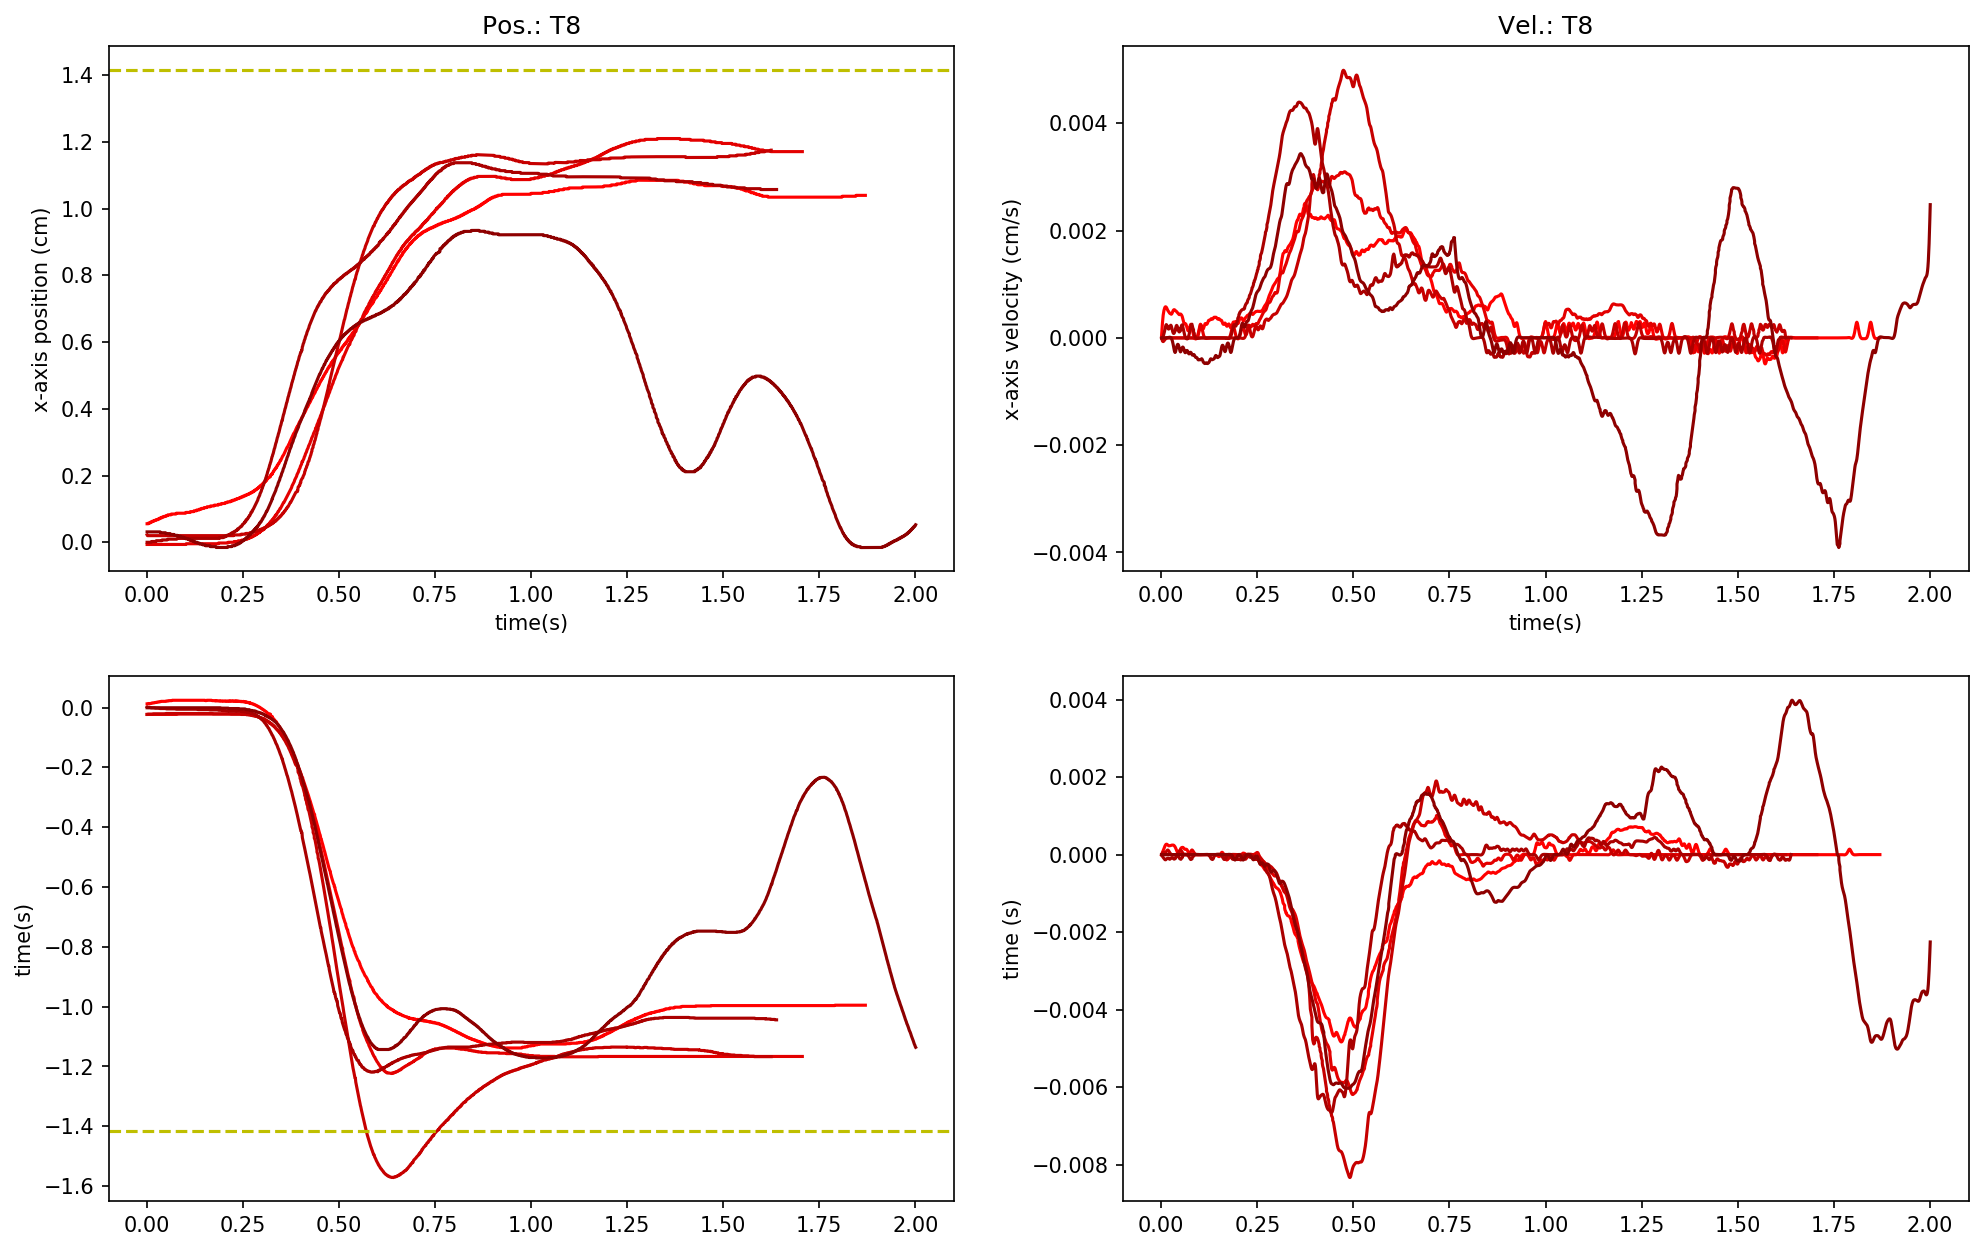 Pos.: T8
1.4
1.2
1.0
0.8
0.6
0.4
0.2
0.0
x-axis position (cm)
0.00 0.25 0.50 0.75 1.00 1.25 1.50 1.75 2.00
time(s)
Vel.: T8
0.004
0.002
0.000
−0.002
−0.004
x-axis velocity (cm/s)
0.00 0.25 0.50 0.75 1.00 1.25 1.50 1.75 2.00
time(s)
0.0
−0.2
−0.4
−0.6
−0.8
−1.0
−1.2
−1.4
−1.6
time(s)
0.00 0.25 0.50 0.75 1.00 1.25 1.50 1.75 2.00
0.004
0.002
0.000
−0.002
−0.004
−0.006
−0.008
time (s)
0.00 0.25 0.50 0.75 1.00 1.25 1.50 1.75 2.00